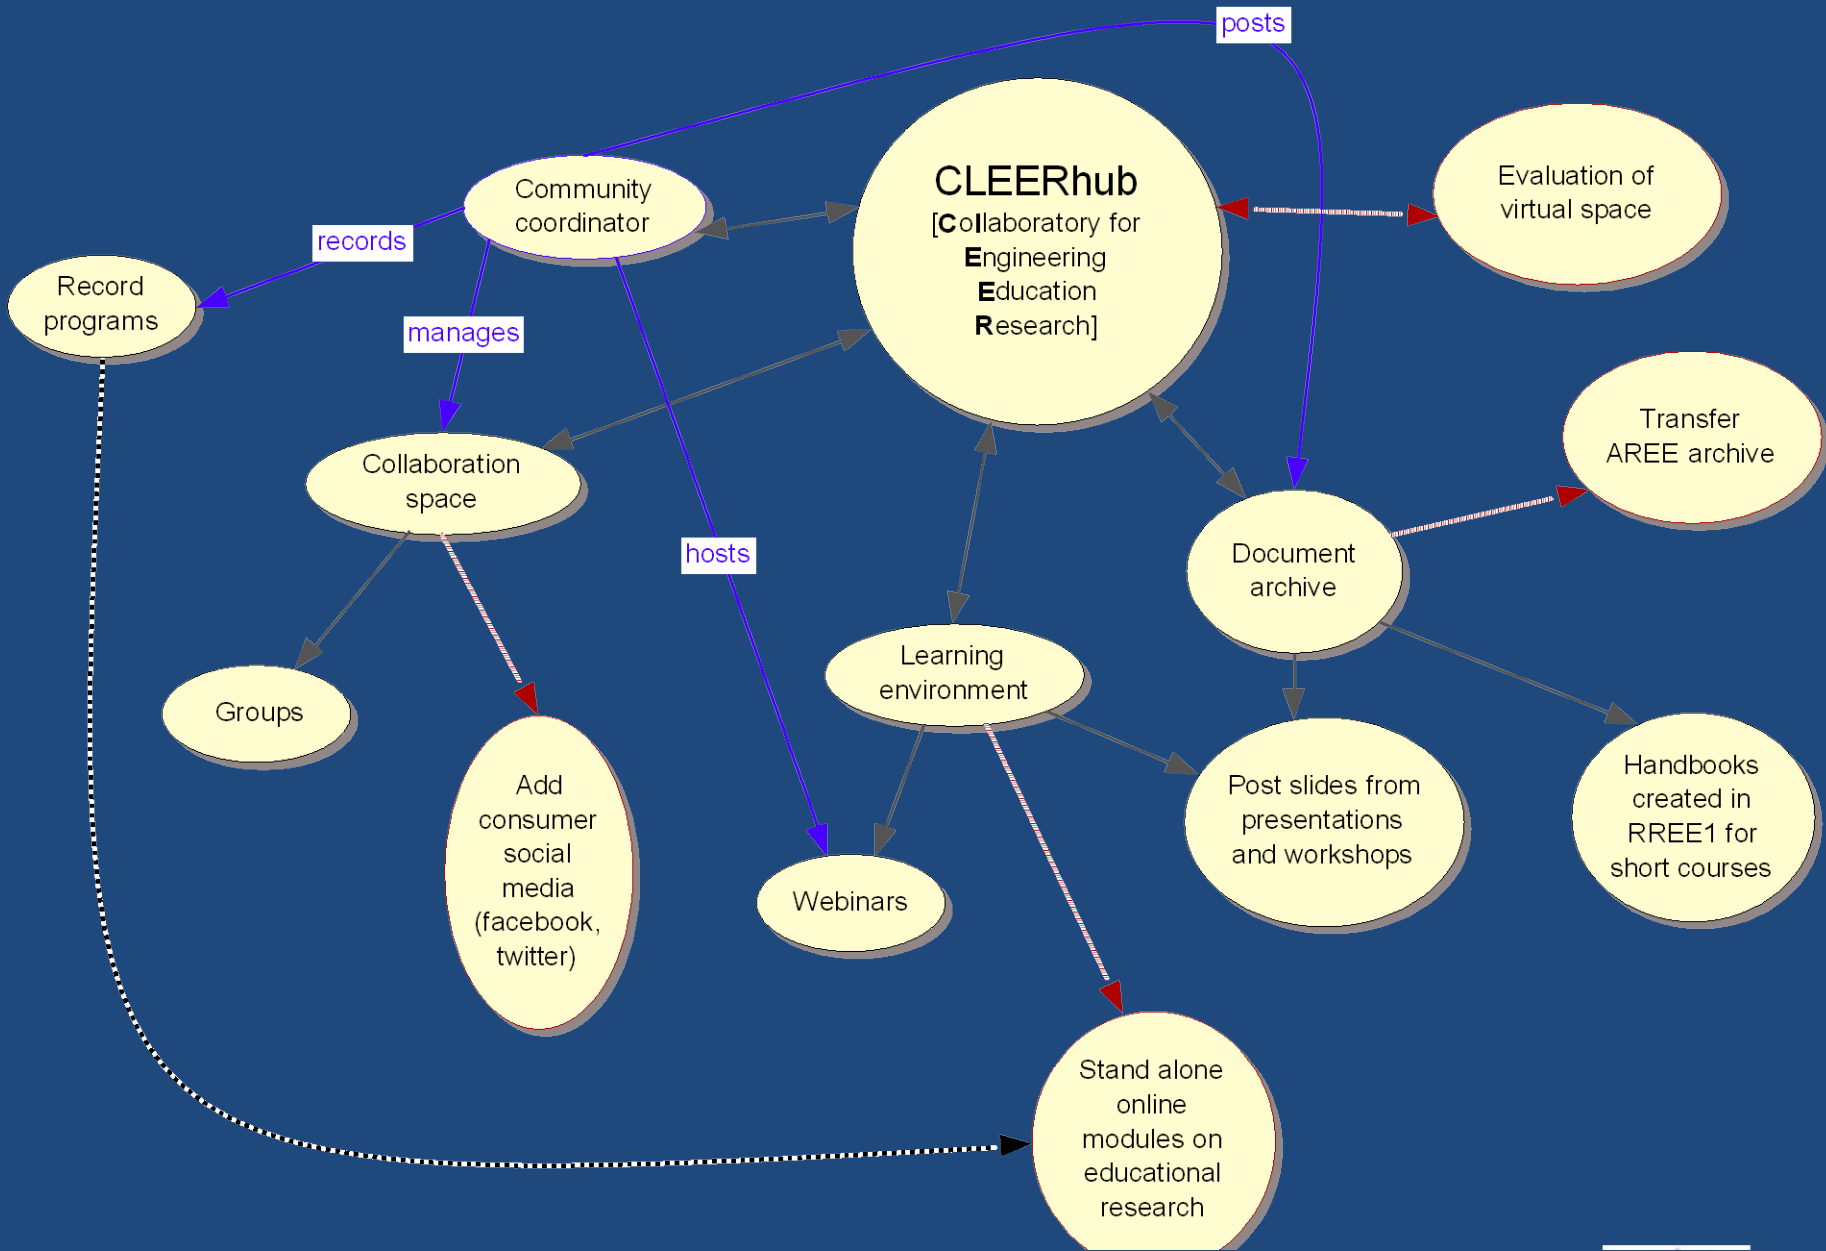 posts
CLEERhub
[CoIlaboratory for
Engineering
Education
Research]
Evaluation of
virtual space
Community
coordinator
records
Record
programs
manages
Collaboration
space
hosts
Transfer
AREE archive
Document
archive
Learning
environment
Groups
Add
consumer
social
media
(facebook,
twitter)
Webinars
Post slides from
presentations
and workshops
Handbooks
created in
RREE1 for
short courses
Stand alone
online
modules on
educational
research